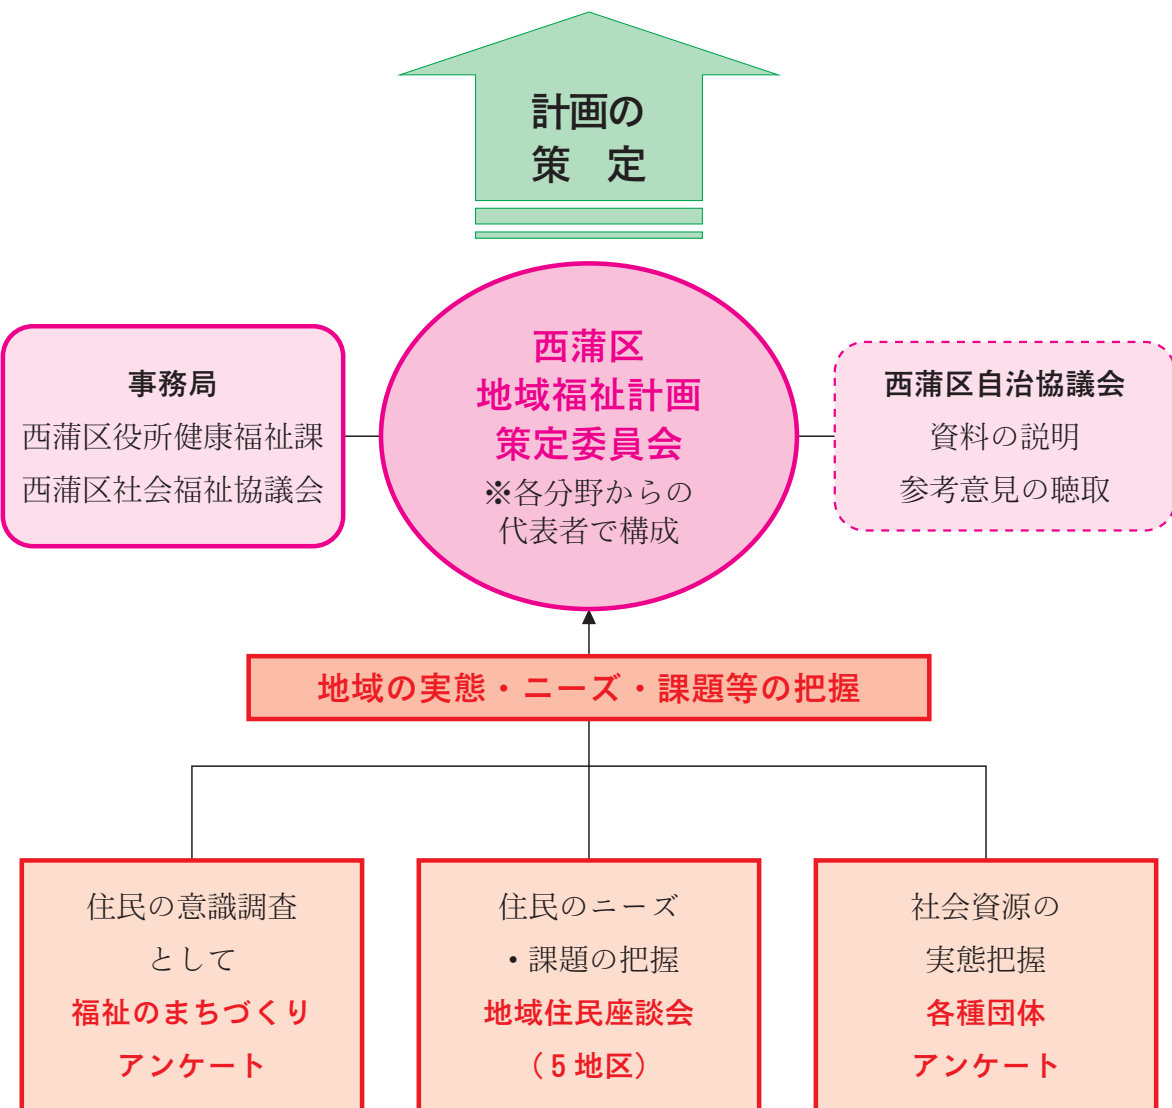 計画の
策　定
西蒲区
地域福祉計画
策定委員会
※各分野からの
代表者で構成
事務局
西蒲区役所健康福祉課
西蒲区社会福祉協議会
西蒲区自治協議会
資料の説明
参考意見の聴取
地域の実態・ニーズ・課題等の把握
住民の意識調査
として
福祉のまちづくり
アンケート
住民のニーズ
・課題の把握
地域住民座談会
（5地区）
社会資源の
実態把握
各種団体
アンケート